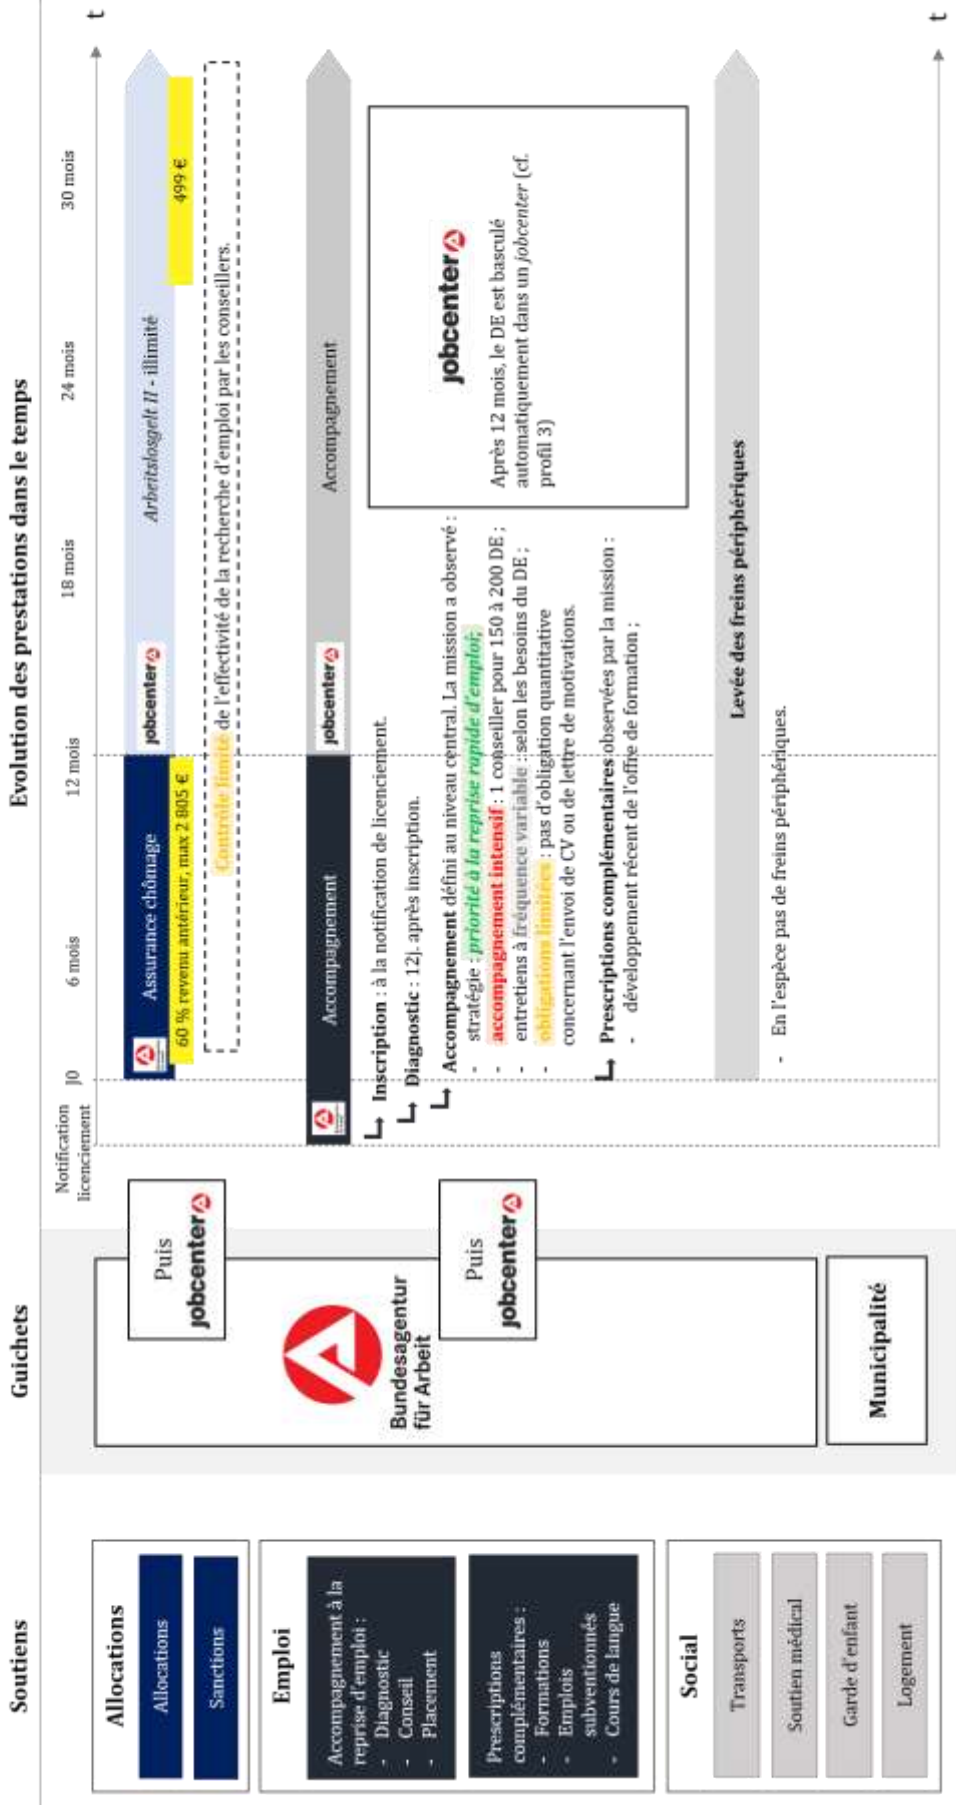 Soutiens
Guichets
Evolution des prestations dans le temps
Allocations
Allocations
Sanctions
Emploi
Accompagnement à la
reprise d'emploi :
- Diagnostic
- Conseil
- Placement
Prescriptions
complémentaires :
- Formations
- Emplois
subventionnés
- Cours de langue
Social
Transports
Soutien médical
Garde d'enfant
Logement
Puis
jobcenter
Bundesagentur
für Arbeit
Puis
jobcenter
Municipalité
Notification
licenciement
J0
6 mois
12 mois
18 mois
24 mois
30 mois
t
Assurance chômage
jobcenter
Arbeitslosgelt II - illimité
60 % revenu antérieur, max 2 805 €
499 €
Contrôle limité de l'effectivité de la recherche d'emploi par les conseillers.
Accompagnement
jobcenter
Accompagnement
Inscription : à la notification de licenciement.
Diagnostic : 12j. après inscription.
Accompagnement défini au niveau central. La mission a observé :
- stratégie : priorité à la reprise rapide d'emploi;
- accompagnement intensif : 1 conseiller pour 150 à 200 DE ;
- entretiens à fréquence variable : selon les besoins du DE ;
- obligations limitées : pas d'obligation quantitative
concernant l'envoi de CV ou de lettre de motivations.
Prescriptions complémentaires observées par la mission :
- développement récent de l'offre de formation ;
jobcenter
Après 12 mois, le DE est basculé
automatiquement dans un jobcenter (cf.
profil 3)
Levée des freins périphériques
- En l'espèce pas de freins périphériques.
t